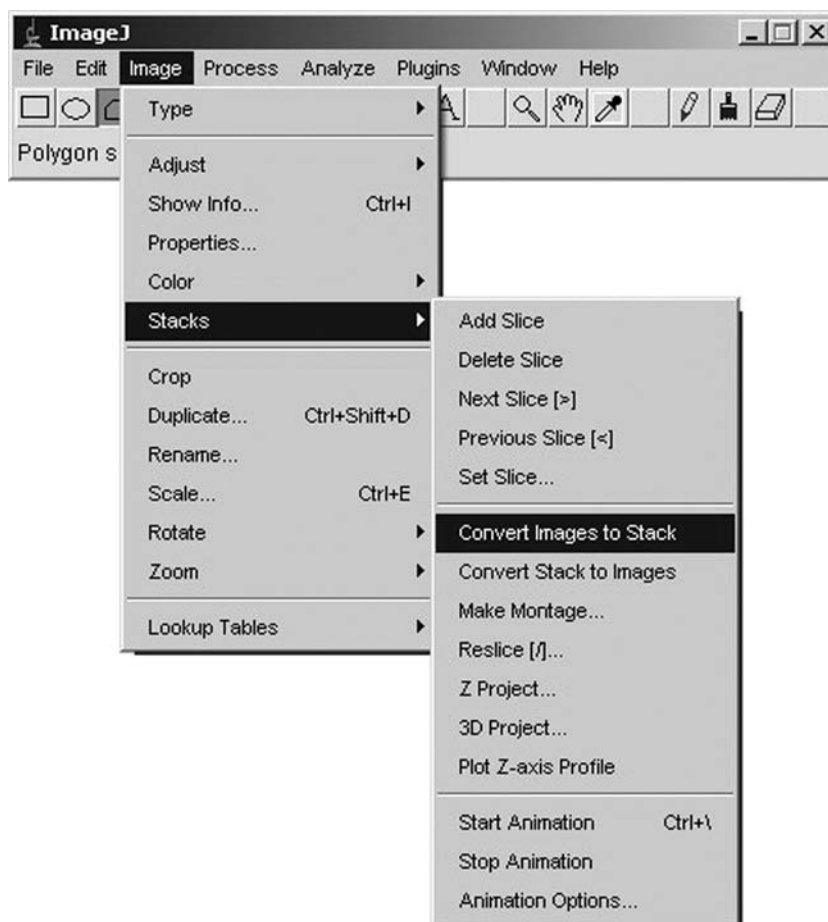 ImageJ
File Edit Image Process Analyze Plugins Window Help
Polygon s
Type
Adjust
Show Info... Ctrl+I
Properties...
Color
Stacks
Crop
Duplicate... Ctrl+Shift+D
Rename...
Scale... Ctrl+E
Rotate
Zoom
Lookup Tables
Add Slice
Delete Slice
Next Slice [>]
Previous Slice [<]
Set Slice...
Convert Images to Stack
Convert Stack to Images
Make Montage...
Reslice [/]...
Z Project...
3D Project...
Plot Z-axis Profile
Start Animation Ctrl+\
Stop Animation
Animation Options...